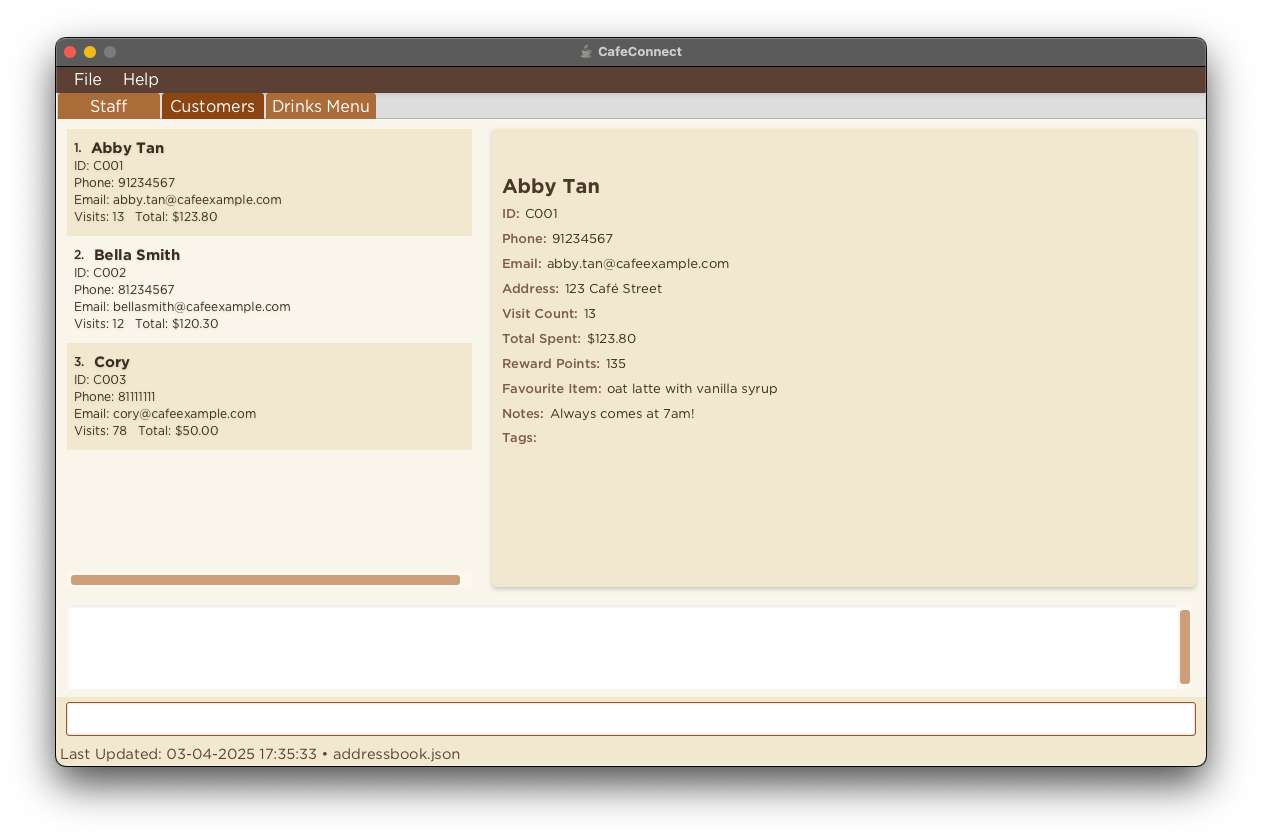 CafeConnect
File Help
Staff Customers Drinks Menu
1. Abby Tan
ID: C001
Phone: 91234567
Email: abby.tan@cafeexample.com
Visits: 13 Total: $123.80
2. Bella Smith
ID: C002
Phone: 81234567
Email: bellasmith@cafeexample.com
Visits: 12 Total: $120.30
3. Cory
ID: C003
Phone: 81111111
Email: cory@cafeexample.com
Visits: 78 Total: $50.00
Abby Tan
ID: C001
Phone: 91234567
Email: abby.tan@cafeexample.com
Address: 123 Café Street
Visit Count: 13
Total Spent: $123.80
Reward Points: 135
Favourite Item: oat latte with vanilla syrup
Notes: Always comes at 7am!
Tags:
Last Updated: 03-04-2025 17:35:33 • addressbook.json